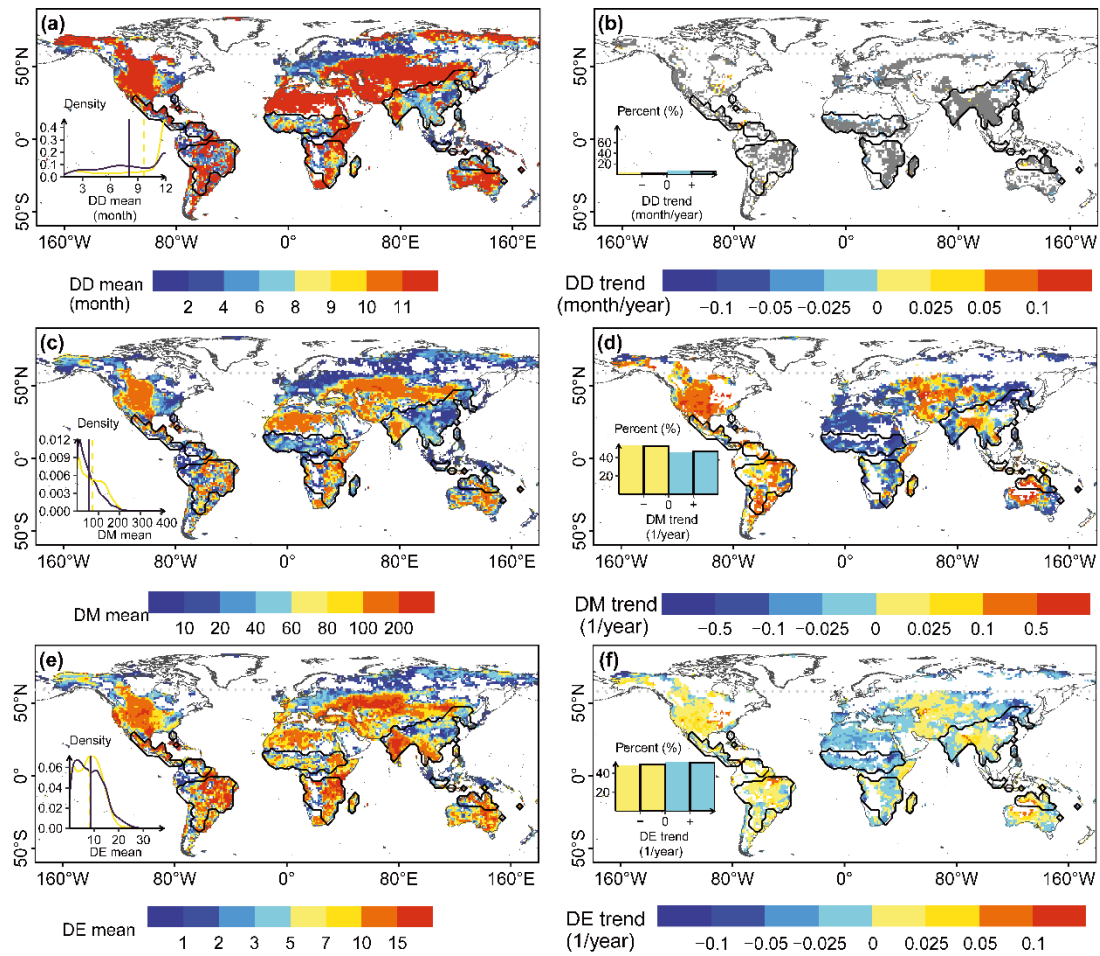 (a)
50°N
0°
50°S
Density
0.4
0.3
0.2
0.1
0.0
3 6 9 12
DD mean
(month)
160°W 80°W 0° 80°E 160°E
DD mean
(month)
2 4 6 8 9 10 11
(b)
50°N
0°
50°S
Percent (%)
60
40
20
− 0 +
DD trend
(month/year)
160°W 80°W 0° 80°E 160°W
DD trend
(month/year)
−0.1 −0.05 −0.025 0 0.025 0.05 0.1
(c)
50°N
0°
50°S
Density
0.012
0.009
0.006
0.003
0.000
100 200 300 400
DM mean
160°W 80°W 0° 80°E 160°E
DM mean
10 20 40 60 80 100 200
(d)
50°N
0°
50°S
Percent (%)
40
20
− 0 +
DM trend
(1/year)
160°W 80°W 0° 80°W 160°W
DM trend
(1/year)
−0.5 −0.1 −0.025 0 0.025 0.1 0.5
(e)
50°N
0°
50°S
Density
0.06
0.04
0.02
0.00
10 20 30
DE mean
160°W 80°W 0° 80°E 160°E
DE mean
1 2 3 5 7 10 15
(f)
50°N
0°
50°S
Percent (%)
40
20
− 0 +
DE trend
(1/year)
160°W 80°W 0° 80°W 160°W
DE trend
(1/year)
−0.1 −0.05 −0.025 0 0.025 0.05 0.1